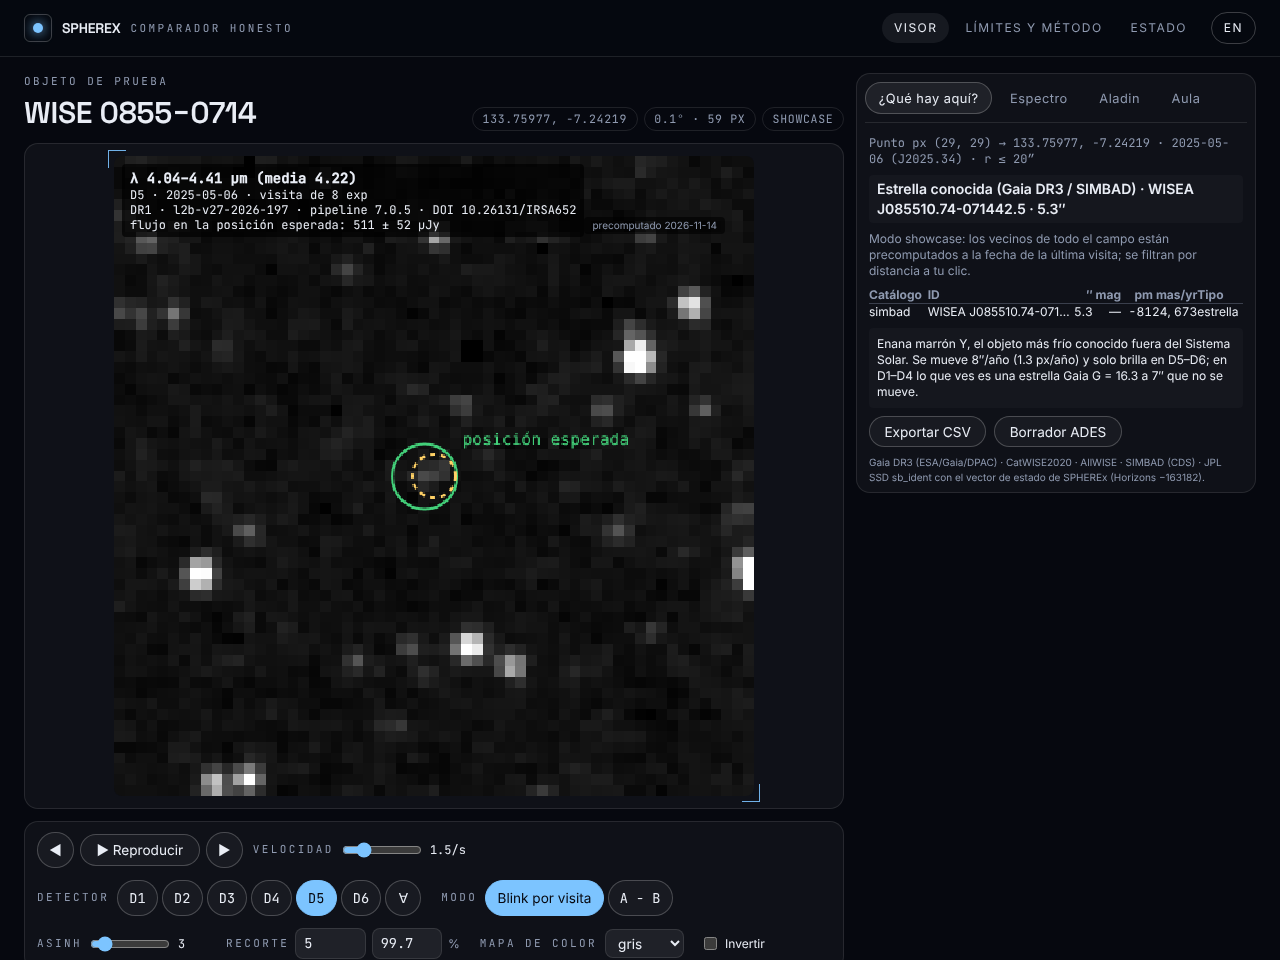 SPHEREX COMPARADOR HONESTO
VISOR LÍMITES Y MÉTODO ESTADO EN
OBJETO DE PRUEBA
WISE 0855−0714
133.75977, -7.24219 0.1° · 59 PX SHOWCASE
λ 4.04–4.41 µm (media 4.22)
D5 · 2025-05-06 · visita de 8 exp
DR1 · l2b-v27-2026-197 · pipeline 7.0.5 · DOI 10.26131/IRSA652
flujo en la posición esperada: 511 ± 52 µJy
precomputado 2026-11-14
posición esperada
◀ ▶ Reproducir ▶ VELOCIDAD 1.5/s
DETECTOR D1 D2 D3 D4 D5 D6 ∀ MODO Blink por visita A - B
ASINH 3 RECORTE 5 99.7 % MAPA DE COLOR gris Invertir
¿Qué hay aquí? Espectro Aladin Aula
Punto px (29, 29) → 133.75977, -7.24219 · 2025-05-
06 (J2025.34) · r ≤ 20″
Estrella conocida (Gaia DR3 / SIMBAD) · WISEA
J085510.74-071442.5 · 5.3″
Modo showcase: los vecinos de todo el campo están
precomputados a la fecha de la última visita; se filtran por
distancia a tu clic.
Catálogo ID ″ mag pm mas/yr Tipo
simbad WISEA J085510.74-071… 5.3 — -8124, 673 estrella
Enana marrón Y, el objeto más frío conocido fuera del Sistema
Solar. Se mueve 8″/año (1.3 px/año) y solo brilla en D5–D6; en
D1–D4 lo que ves es una estrella Gaia G = 16.3 a 7″ que no se
mueve.
Exportar CSV Borrador ADES
Gaia DR3 (ESA/Gaia/DPAC) · CatWISE2020 · AllWISE · SIMBAD (CDS) · JPL
SSD sb_ident con el vector de estado de SPHEREx (Horizons −163182).